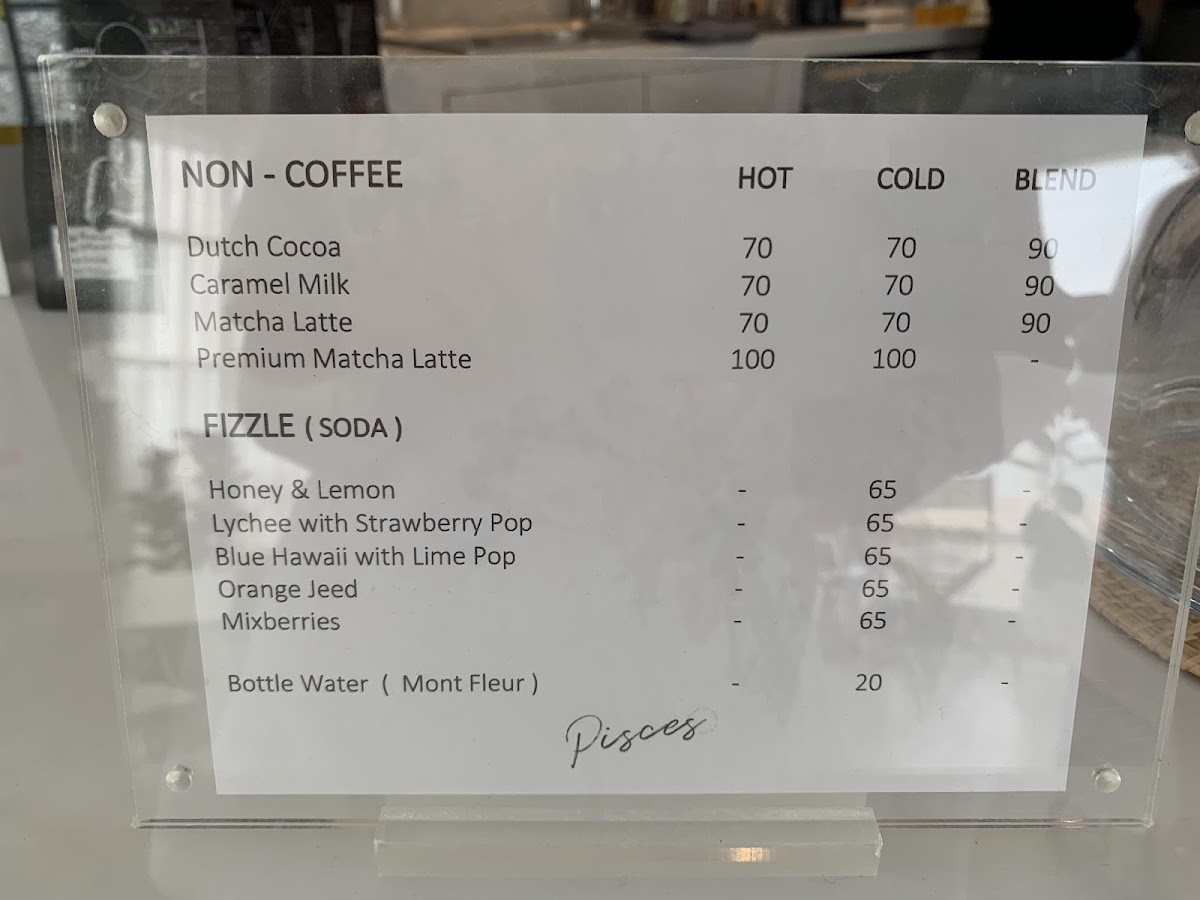 NON - COFFEE HOT COLD BLEND
Dutch Cocoa 70 70 90
Caramel Milk 70 70 90
Matcha Latte 70 70 90
Premium Matcha Latte 100 100 -
FIZZLE ( SODA )
Honey & Lemon - 65 -
Lychee with Strawberry Pop - 65 -
Blue Hawaii with Lime Pop - 65 -
Orange Jeed - 65 -
Mixberries - 65 -
Bottle Water ( Mont Fleur ) - 20 -
Pisces